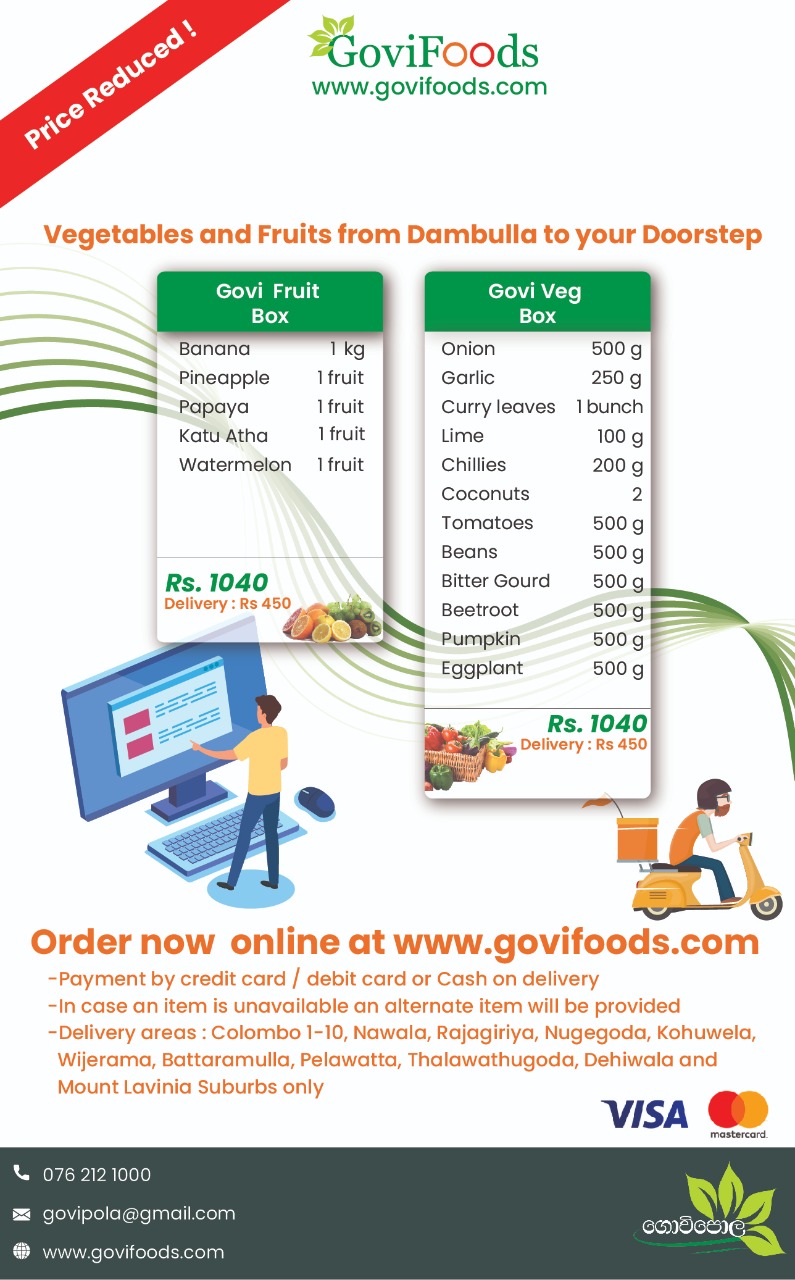 Price Reduced !
GoviFoods
www.govifoods.com
Vegetables and Fruits from Dambulla to your Doorstep
Govi Fruit
Box
Banana 1 kg
Pineapple 1 fruit
Papaya 1 fruit
Katu Atha 1 fruit
Watermelon 1 fruit
Rs. 1040
Delivery : Rs 450
Govi Veg
Box
Onion 500 g
Garlic 250 g
Curry leaves 1 bunch
Lime 100 g
Chillies 200 g
Coconuts 2
Tomatoes 500 g
Beans 500 g
Bitter Gourd 500 g
Beetroot 500 g
Pumpkin 500 g
Eggplant 500 g
Rs. 1040
Delivery : Rs 450
Order now online at www.govifoods.com
-Payment by credit card / debit card or Cash on delivery
-In case an item is unavailable an alternate item will be provided
-Delivery areas : Colombo 1-10, Nawala, Rajagiriya, Nugegoda, Kohuwela,
Wijerama, Battaramulla, Pelawatta, Thalawathugoda, Dehiwala and
Mount Lavinia Suburbs only
VISA
mastercard.
076 212 1000
govipola@gmail.com
www.govifoods.com
ගොවිපොල